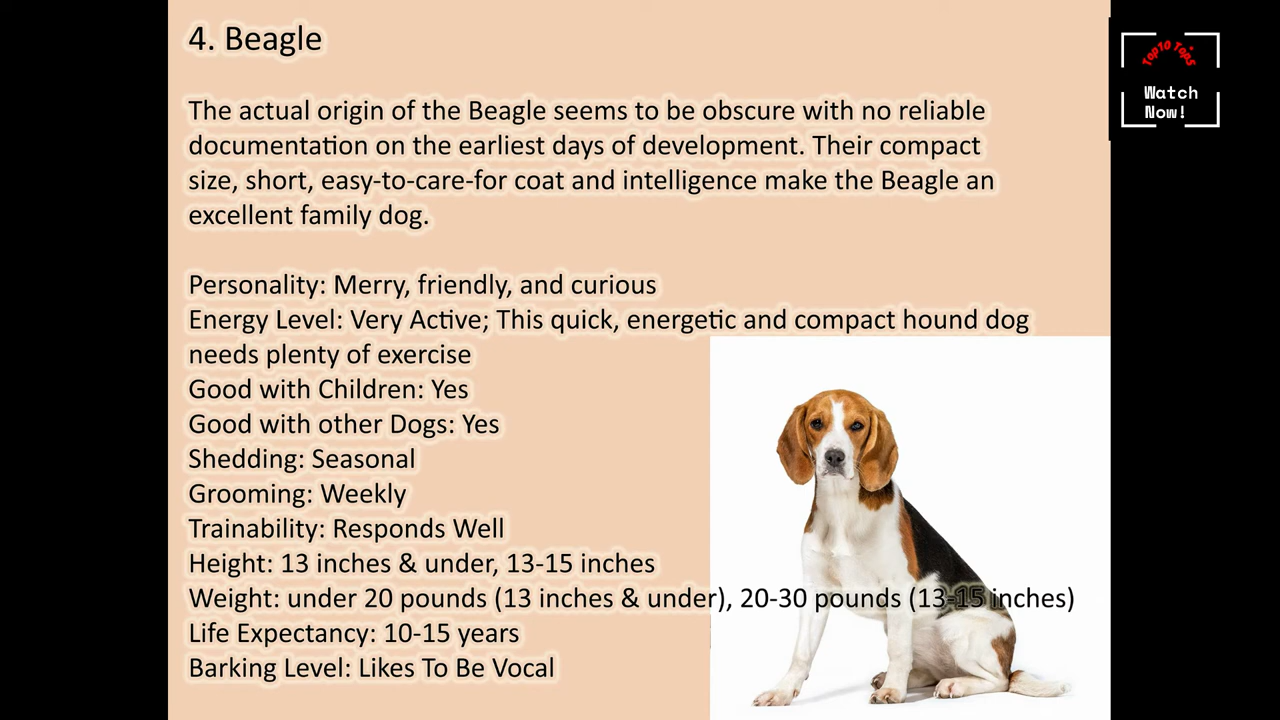 4. Beagle
The actual origin of the Beagle seems to be obscure with no reliable
documentation on the earliest days of development. Their compact
size, short, easy-to-care-for coat and intelligence make the Beagle an
excellent family dog.
Personality: Merry, friendly, and curious
Energy Level: Very Active; This quick, energetic and compact hound dog
needs plenty of exercise
Good with Children: Yes
Good with other Dogs: Yes
Shedding: Seasonal
Grooming: Weekly
Trainability: Responds Well
Height: 13 inches & under, 13-15 inches
Weight: under 20 pounds (13 inches & under), 20-30 pounds (13-15 inches)
Life Expectancy: 10-15 years
Barking Level: Likes To Be Vocal
Top10 Top5
Watch
Now!